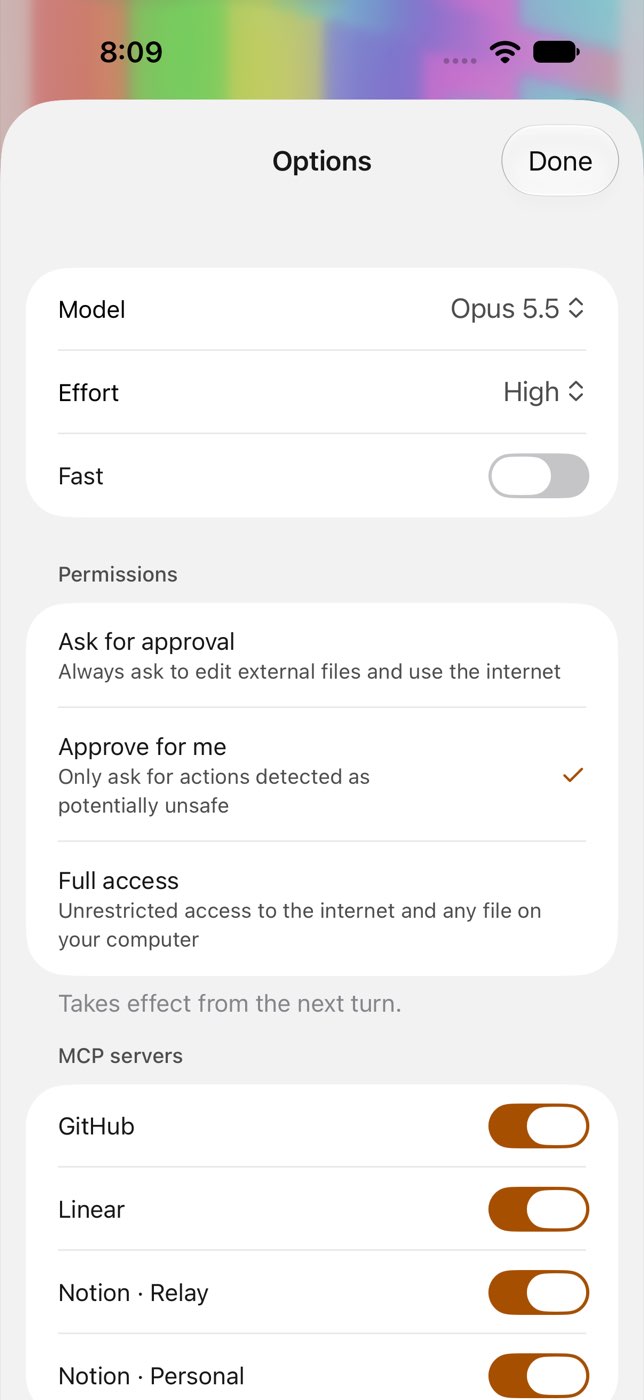 8:09
Options
Done
Model
Opus 5.5
Effort
High
Fast
Permissions
Ask for approval
Always ask to edit external files and use the internet
Approve for me
Only ask for actions detected as
potentially unsafe
Full access
Unrestricted access to the internet and any file on
your computer
Takes effect from the next turn.
MCP servers
GitHub
Linear
Notion · Relay
Notion · Personal